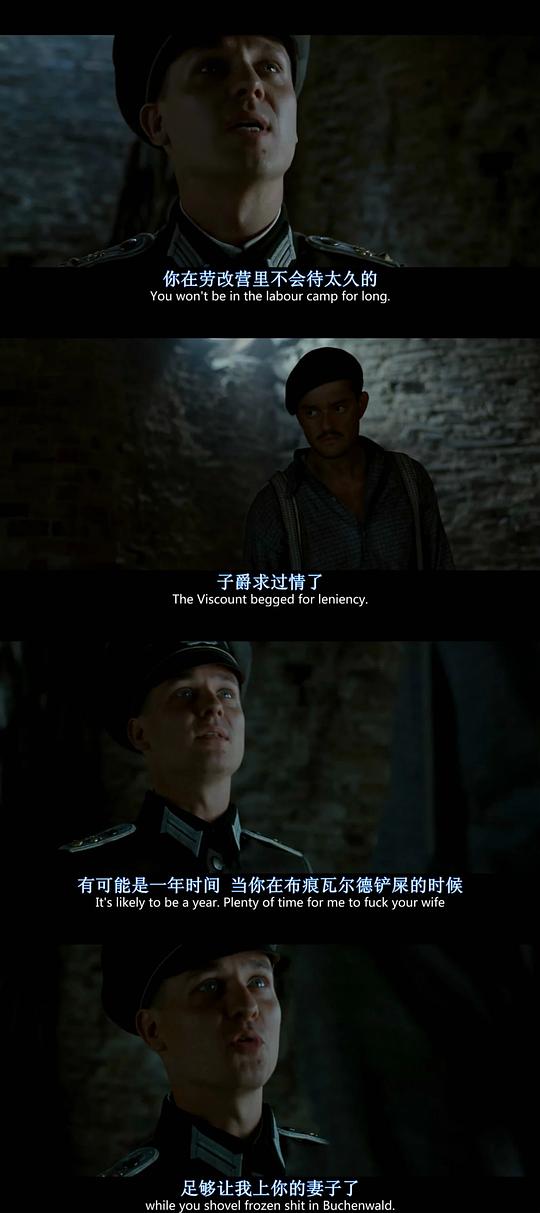 你在劳改营里不会待太久的
You won't be in the labour camp for long.
子爵求过情了
The Viscount begged for leniency.
有可能是一年时间 当你在布痕瓦尔德铲屎的时候
It's likely to be a year. Plenty of time for me to fuck your wife
足够让我上你的妻子了
while you shovel frozen shit in Buchenwald.